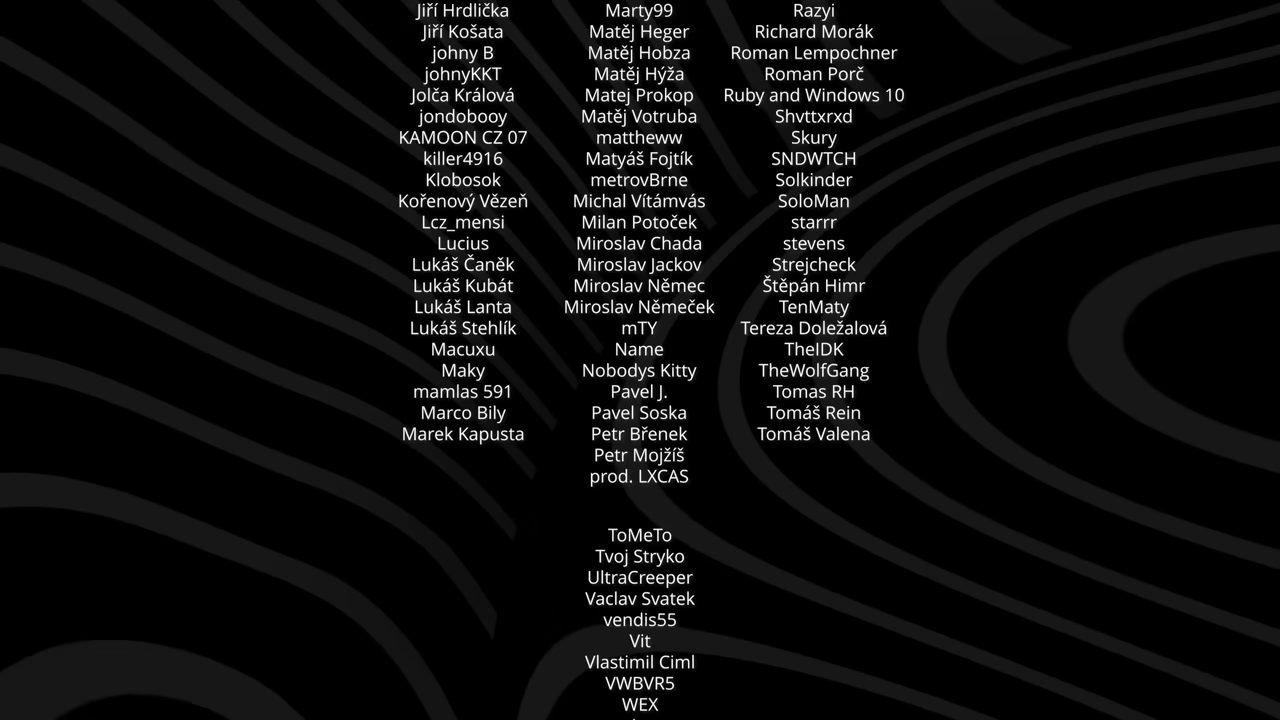 Jiří Hrdlička
Jiří Košata
johny B
johnyKKT
Jolča Králová
jondobooy
KAMOON CZ 07
killer4916
Klobosok
Kořenový Vězeň
Lcz_mensi
Lucius
Lukáš Čaněk
Lukáš Kubát
Lukáš Lanta
Lukáš Stehlík
Macuxu
Maky
mamlas 591
Marco Bily
Marek Kapusta
Marty99
Matěj Heger
Matěj Hobza
Matěj Hýža
Matej Prokop
Matěj Votruba
mattheww
Matyáš Fojtík
metrovBrne
Michal Vítámvás
Milan Potoček
Miroslav Chada
Miroslav Jackov
Miroslav Němec
Miroslav Němeček
mTY
Name
Nobodys Kitty
Pavel J.
Pavel Soska
Petr Břenek
Petr Mojžíš
prod. LXCAS
Razyi
Richard Morák
Roman Lempochner
Roman Porč
Ruby and Windows 10
Shvttxrxd
Skury
SNDWTCH
Solkinder
SoloMan
starrr
stevens
Strejcheck
Štěpán Himr
TenMaty
Tereza Doležalová
TheIDK
TheWolfGang
Tomas RH
Tomáš Rein
Tomáš Valena
ToMeTo
Tvoj Stryko
UltraCreeper
Vaclav Svatek
vendis55
Vit
Vlastimil Ciml
VWBVR5
WEX